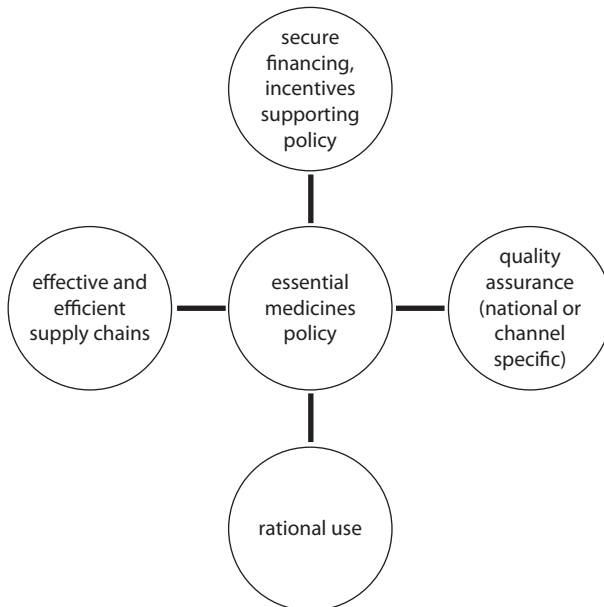 secure
financing,
incentives
supporting
policy
effective and
efficient
supply chains
essential
medicines
policy
quality
assurance
(national or
channel
specific)
rational use